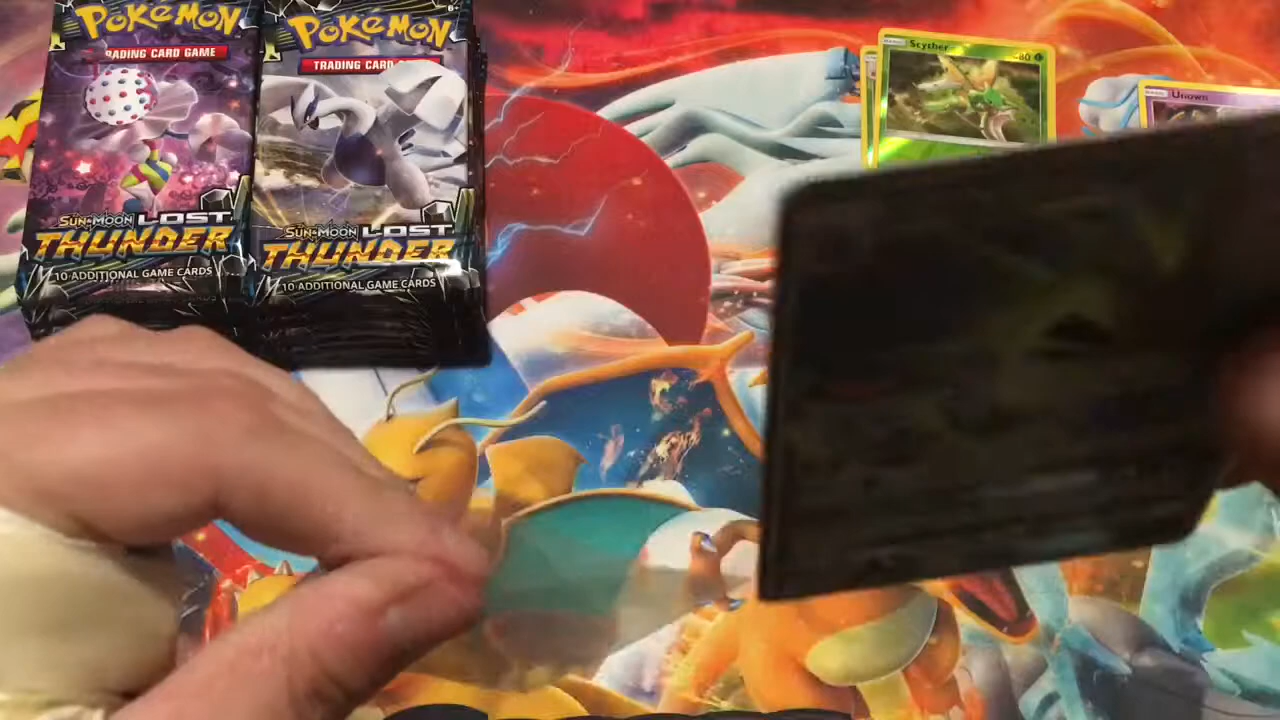 POKéMON
TRADING CARD GAME
SUN & MOON LOST
THUNDER
10 ADDITIONAL GAME CARDS
POKéMON
TRADING CARD
SUN & MOON LOST
THUNDER
10 ADDITIONAL GAME CARDS
Scyther
80
Unown